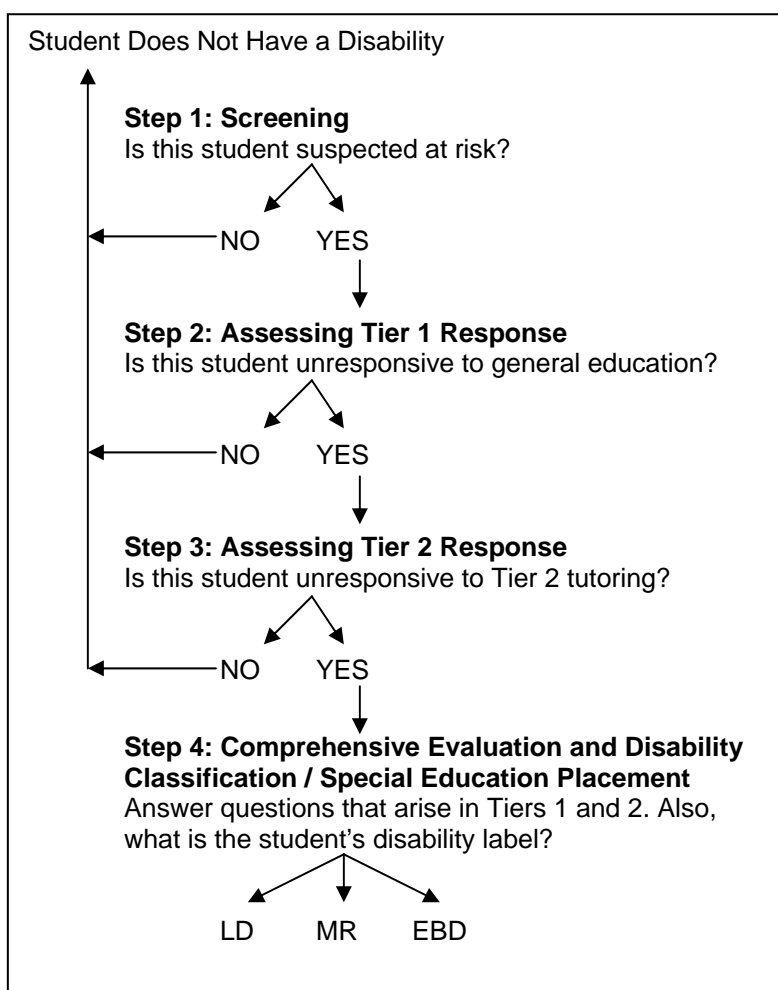 Student Does Not Have a Disability
Step 1: Screening
Is this student suspected at risk?
NO YES
Step 2: Assessing Tier 1 Response
Is this student unresponsive to general education?
NO YES
Step 3: Assessing Tier 2 Response
Is this student unresponsive to Tier 2 tutoring?
NO YES
Step 4: Comprehensive Evaluation and Disability
Classification / Special Education Placement
Answer questions that arise in Tiers 1 and 2. Also,
what is the student’s disability label?
LD MR EBD